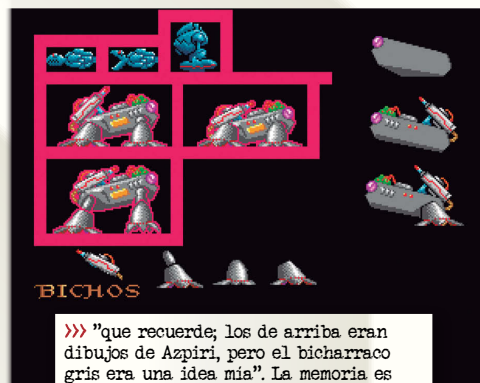 BICHOS
››› "que recuerde; los de arriba eran
dibujos de Azpiri, pero el bicharraco
gris era una idea mía". La memoria es